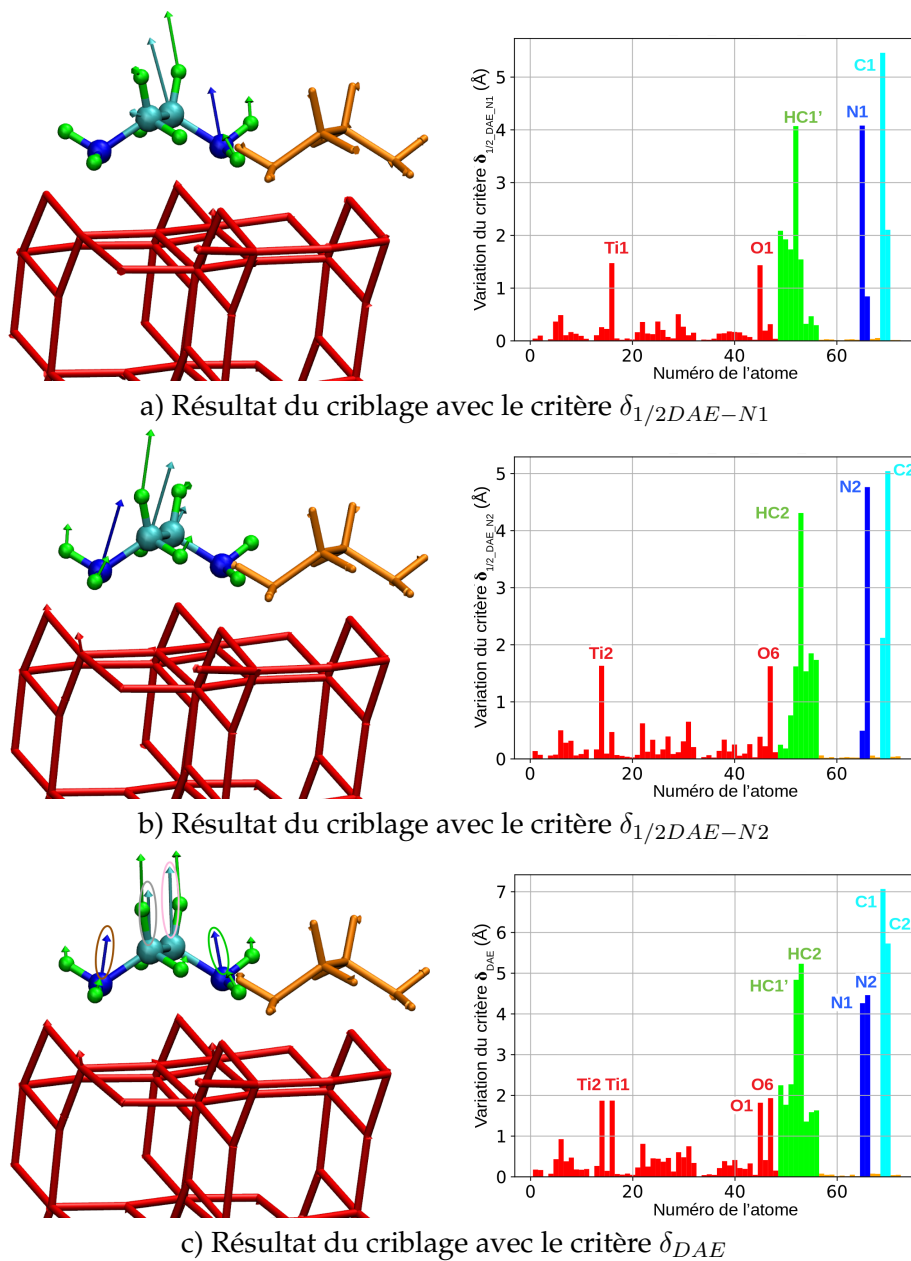 Variation du critère δ1/2_DAE_N1 (Å)
5
4
3
2
1
0
C1
N1
HC1’
Ti1
O1
0 20 40 60
Numéro de l’atome
a) Résultat du criblage avec le critère δ1/2DAE−N1
Variation du critère δ1/2_DAE_N2 (Å)
5
4
3
2
1
0
C2
N2
HC2
Ti2
O6
0 20 40 60
Numéro de l’atome
b) Résultat du criblage avec le critère δ1/2DAE−N2
Variation du critère δDAE (Å)
7
6
5
4
3
2
1
0
C1
C2
HC2
HC1’
N2
N1
Ti2 Ti1
O6
O1
0 20 40 60
Numéro de l’atome
c) Résultat du criblage avec le critère δDAE